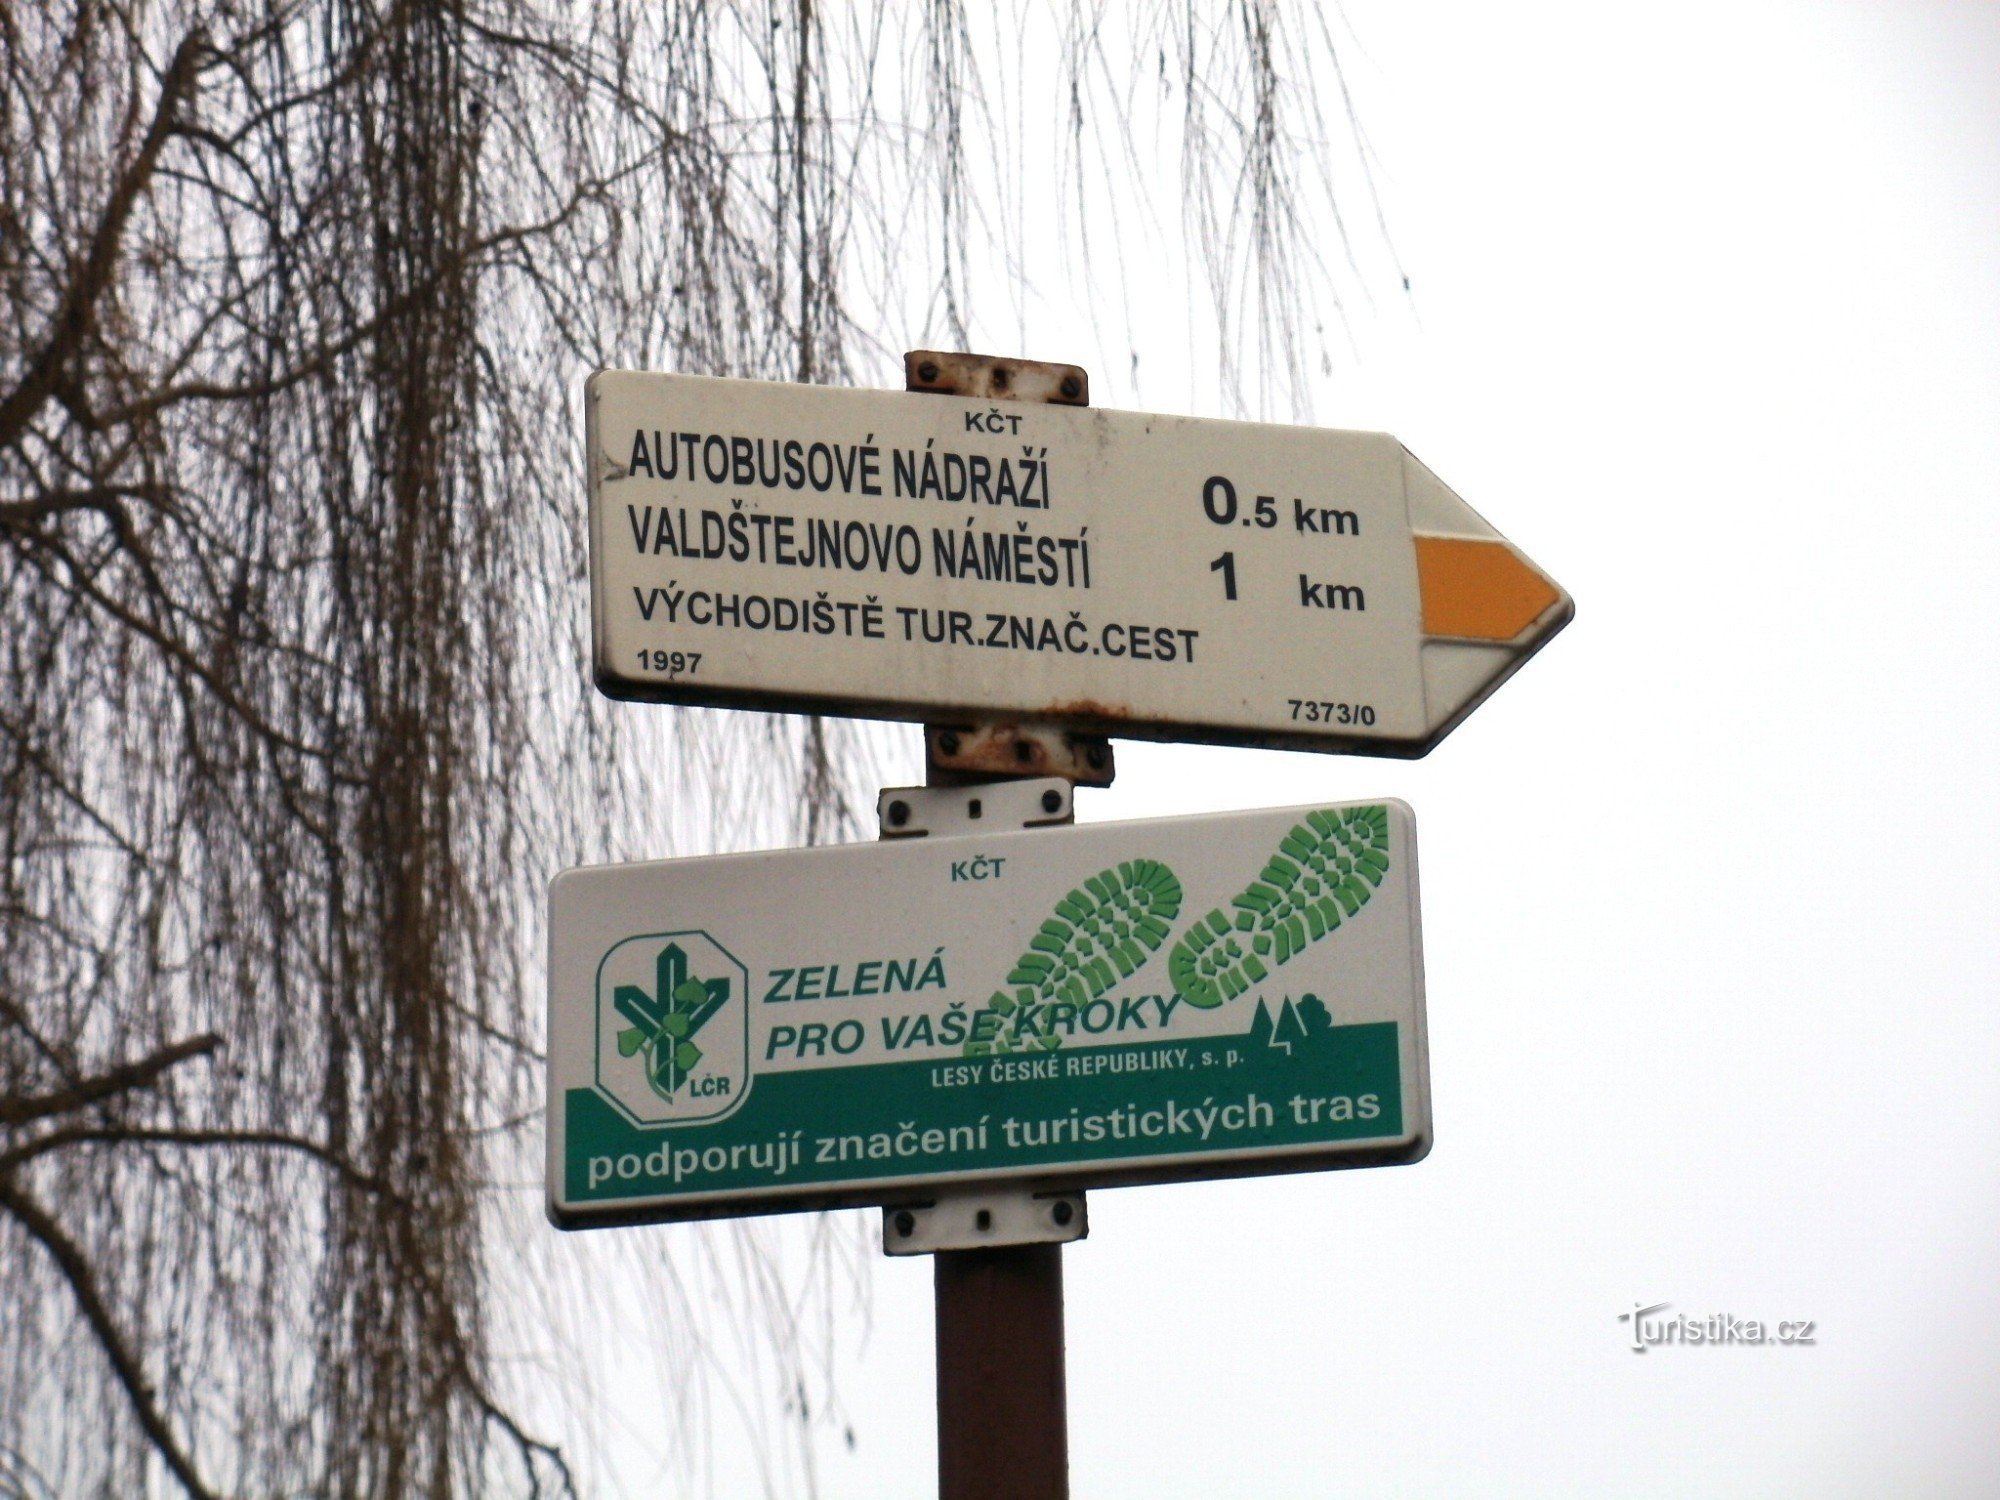 KČT
AUTOBUSOVÉ NÁDRAŽÍ 0.5 km
VALDŠTEJNOVO NÁMĚSTÍ 1 km
VÝCHODIŠTĚ TUR.ZNAČ.CEST
1997 7373/0
KČT
ZELENÁ
PRO VAŠE KROKY
LČR
LESY ČESKÉ REPUBLIKY, s. p.
podporují značení turistických tras
Turistika.cz